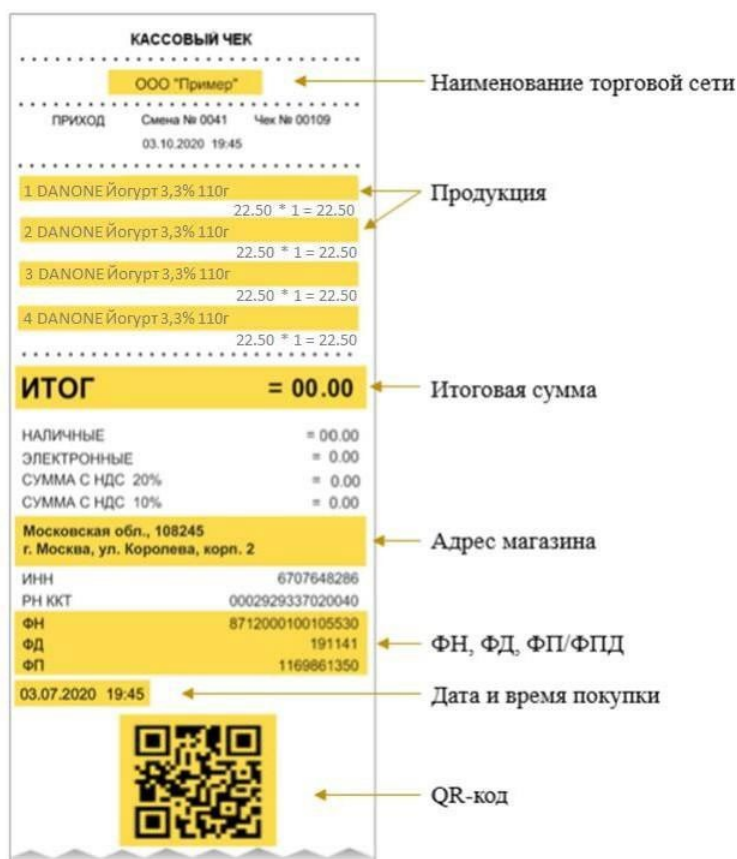 КАССОВЫЙ ЧЕК
ООО "Пример"
Наименование торговой сети
ПРИХОД Смена № 0041 Чек № 00109
03.10.2020 19:45
1 DANONE Йогурт 3,3% 110г
Продукция
22.50 * 1 = 22.50
2 DANONE Йогурт 3,3% 110г
22.50 * 1 = 22.50
3 DANONE Йогурт 3,3% 110г
22.50 * 1 = 22.50
4 DANONE Йогурт 3,3% 110г
22.50 * 1 = 22.50
ИТОГ = 00.00
Итоговая сумма
НАЛИЧНЫЕ = 00.00
ЭЛЕКТРОННЫЕ = 0.00
СУММА С НДС 20% = 0.00
СУММА С НДС 10% = 0.00
Московская обл., 108245
г. Москва, ул. Королева, корп. 2
Адрес магазина
ИНН 6707648286
РН ККТ 0002929337020040
ФН 8712000100105530
ФД 191141
ФН, ФД, ФП/ФПД
ФП 1169861350
03.07.2020 19:45
Дата и время покупки
QR-код